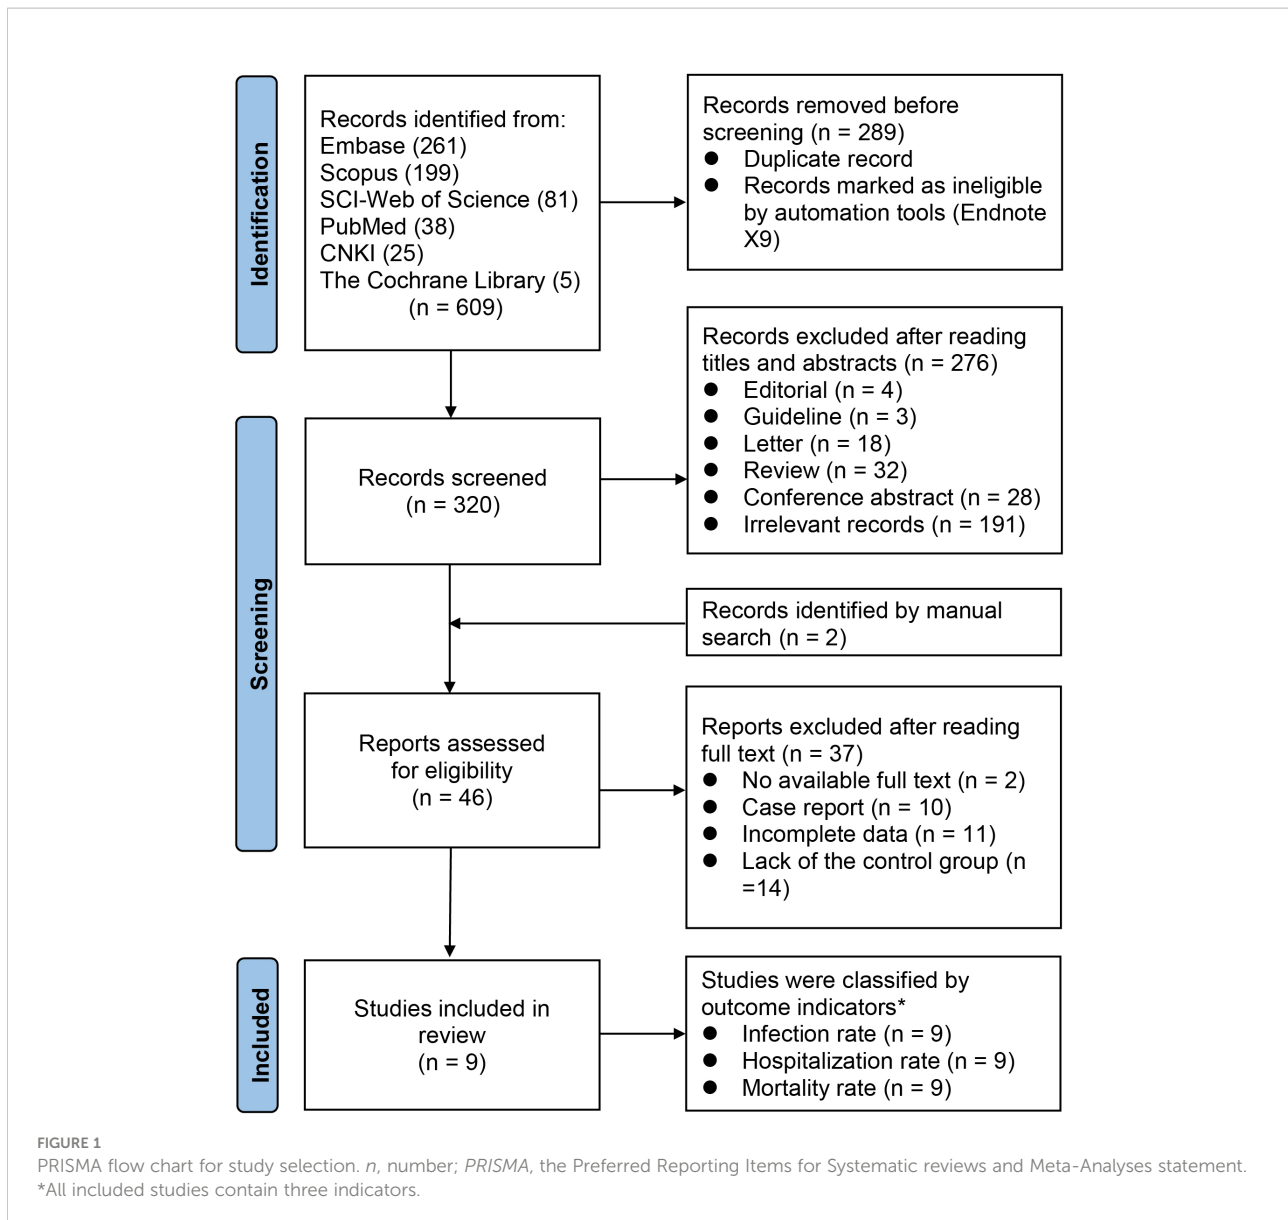 Identification
Records identified from:
Embase (261)
Scopus (199)
SCI-Web of Science (81)
PubMed (38)
CNKI (25)
The Cochrane Library (5)
(n = 609)
Records removed before
screening (n = 289)
● Duplicate record
● Records marked as ineligible
by automation tools (Endnote
X9)
Screening
Records screened
(n = 320)
Records excluded after reading
titles and abstracts (n = 276)
● Editorial (n = 4)
● Guideline (n = 3)
● Letter (n = 18)
● Review (n = 32)
● Conference abstract (n = 28)
● Irrelevant records (n = 191)
Records identified by manual
search (n = 2)
Reports assessed
for eligibility
(n = 46)
Reports excluded after reading
full text (n = 37)
● No available full text (n = 2)
● Case report (n = 10)
● Incomplete data (n = 11)
● Lack of the control group (n
=14)
Included
Studies included in
review
(n = 9)
Studies were classified by
outcome indicators*
● Infection rate (n = 9)
● Hospitalization rate (n = 9)
● Mortality rate (n = 9)
FIGURE 1
PRISMA flow chart for study selection. n, number; PRISMA, the Preferred Reporting Items for Systematic reviews and Meta-Analyses statement.
*All included studies contain three indicators.